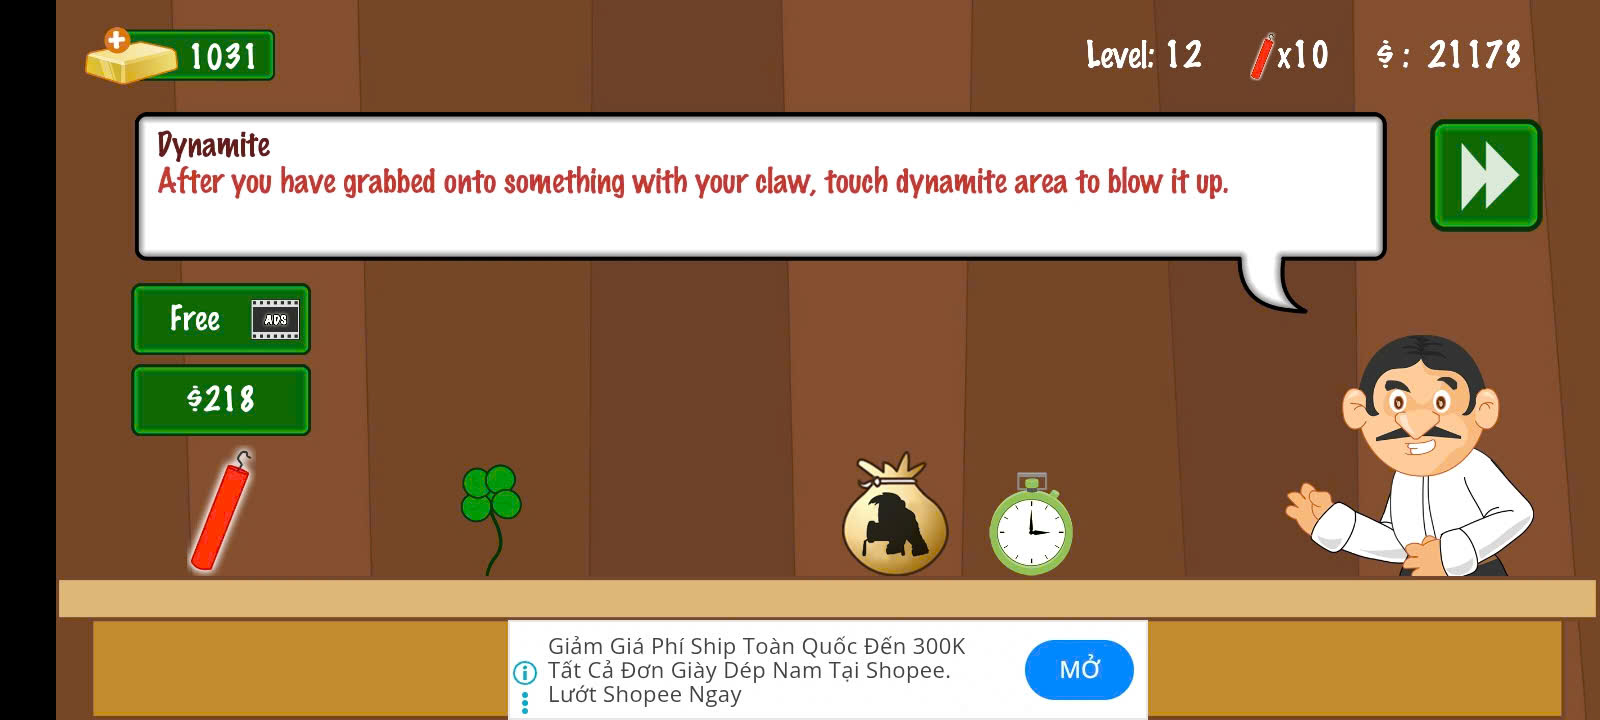 1031
Level: 12
x10
$ : 21178
Dynamite
After you have grabbed onto something with your claw, touch dynamite area to blow it up.
Free
ADS
$218
Giảm Giá Phí Ship Toàn Quốc Đến 300K
Tất Cả Đơn Giày Dép Nam Tại Shopee.
Lướt Shopee Ngay
MỞ